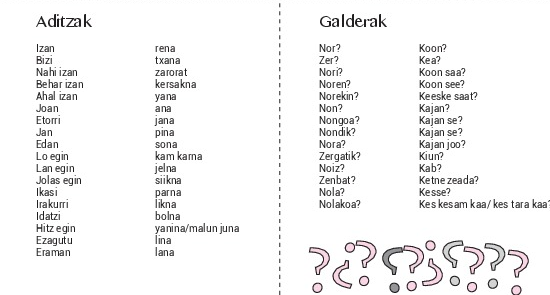 Aditzak
Izan rena
Bizi txana
Nahi izan zarorat
Behar izan kersakna
Ahal izan yana
Joan ana
Etorri jana
Jan pina
Edan sona
Lo egin kam karna
Lan egin jelna
Jolas egin siikna
Ikasi parna
Irakurri likna
Idatzi bolna
Hitz egin yanina/malun juna
Ezagutu lina
Eraman lana
Galderak
Nor? Koon?
Zer? Kea?
Nori? Koon saa?
Noren? Koon see?
Norekin? Keeske saat?
Non? Kajan?
Nongoa? Kajan se?
Nondik? Kajan se?
Nora? Kajan joo?
Zergatik? Kiun?
Noiz? Kab?
Zenbat? Ketne zeada?
Nola? Kesse?
Nolakoa? Kes kesam kaa/ kes tara kaa?